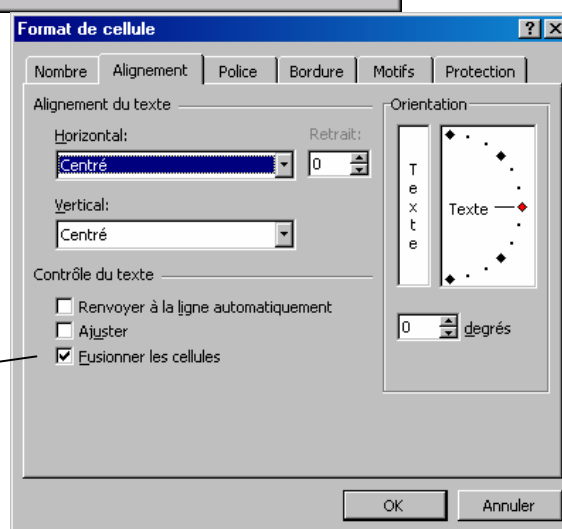 Format de cellule
Nombre Alignement Police Bordure Motifs Protection
Alignement du texte
Horizontal: Retrait:
Centré 0
Vertical:
Centré
Contrôle du texte
Renvoyer à la ligne automatiquement
Ajuster
Fusionner les cellules
Orientation
Texte
Texte
0 degrés
OK Annuler